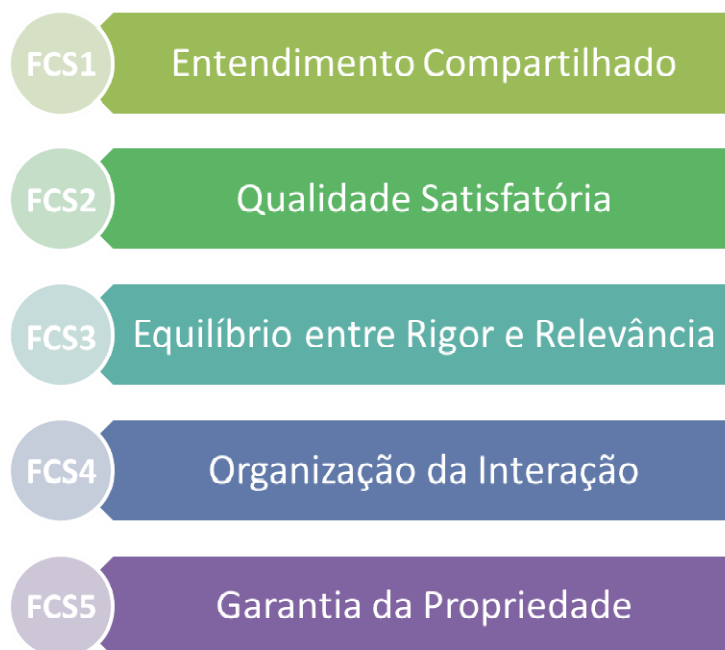 FCS1 Entendimento Compartilhado
FCS2 Qualidade Satisfatória
FCS3 Equilíbrio entre Rigor e Relevância
FCS4 Organização da Interação
FCS5 Garantia da Propriedade